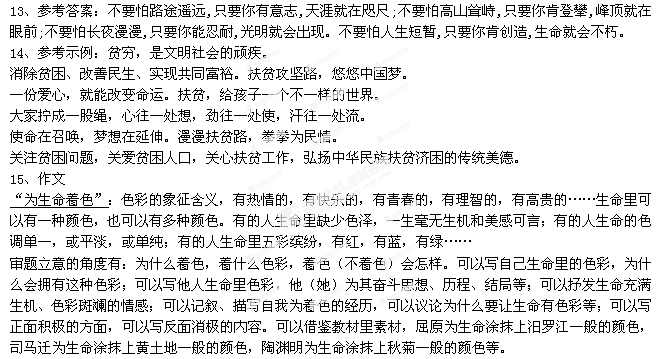 13、参考答案：不要怕路途遥远,只要你有意志,天涯就在咫尺;不要怕高山耸峙,只要你肯登攀,峰顶就在
眼前;不要怕长夜漫漫,只要你能忍耐,光明就会出现。不要怕人生短暂,只要你肯创造,生命就会不朽。
14、参考示例：贫穷，是文明社会的顽疾。
消除贫困、改善民生、实现共同富裕。扶贫攻坚路，悠悠中国梦。
一份爱心，就能改变命运。扶贫，给孩子一个不一样的世界。
大家拧成一股绳，心往一处想，劲往一处使，汗往一处流。
使命在召唤，梦想在延伸。漫漫扶贫路，拳拳为民情。
关注贫困问题，关爱贫困人口，关心扶贫工作，弘扬中华民族扶贫济困的传统美德。
15、作文
“为生命着色”：色彩的象征含义，有热情的，有快乐的，有青春的，有理智的，有高贵的……生命里可
以有一种颜色，也可以有多种颜色。有的人生命里缺少色泽，一生毫无生机和美感可言；有的人生命的色
调单一，或平淡，或单纯；有的人生命里五彩缤纷，有红，有蓝，有绿……
审题立意的角度有：为什么着色，着什么色彩，着色（不着色）会怎样。可以写自己生命里的色彩，为什
么会拥有这种色彩；可以写他人生命里色彩，他（她）为其奋斗思想、历程、结局等；可以抒发生命充满
生机、色彩斑斓的情感；可以记叙、描写自我为着色的经历，可以议论为什么要让生命有色彩等；可以写
正面积极的方面，可以写反面消极的内容。可以借鉴教材里素材，屈原为生命涂抹上汨罗江一般的颜色，
司马迁为生命涂抹上黄土地一般的颜色，陶渊明为生命涂抹上秋菊一般的颜色等。